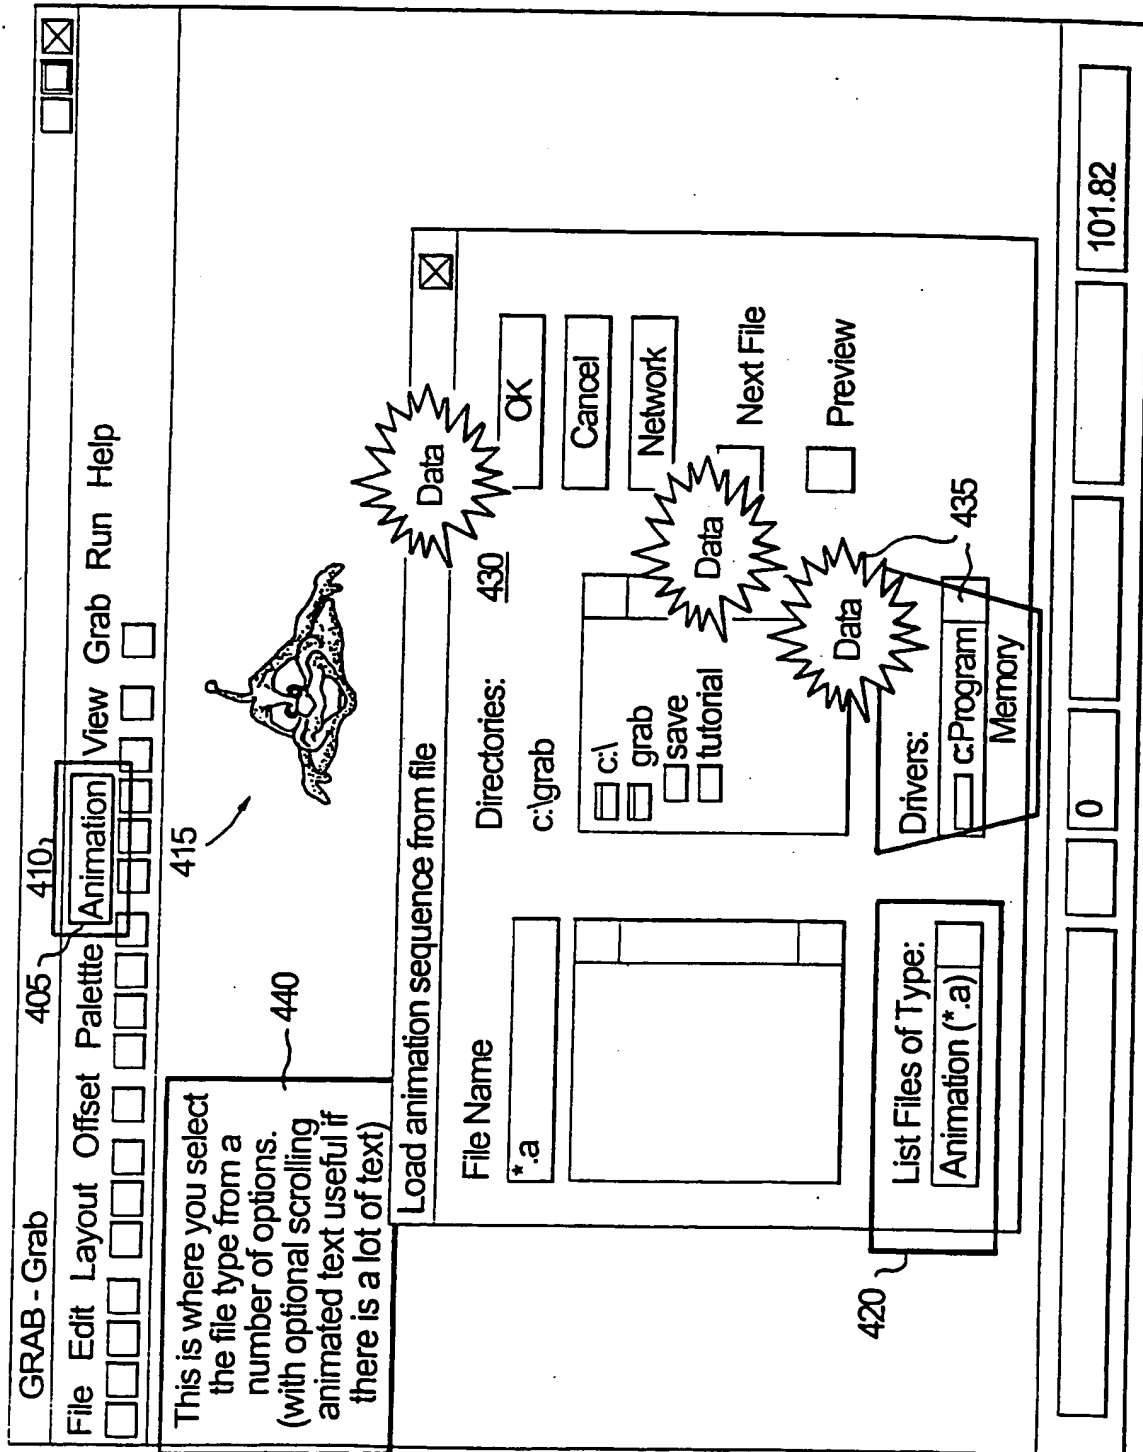 GRAB - Grab
405
410
File Edit Layout Offset Palettte Animation View Grab Run Help
This is where you select
the file type from a
number of options.
(with optional scrolling
animated text useful if
there is a lot of text)
440
415
Load animation sequence from file
Data
File Name
*.a
Directories:
c:\grab
430
OK
Cancel
Network
c:\
grab
save
tutorial
Data
Next File
Data
Preview
List Files of Type:
Animation (*.a)
Drivers:
c:Program
Memory
435
420
0
101.82